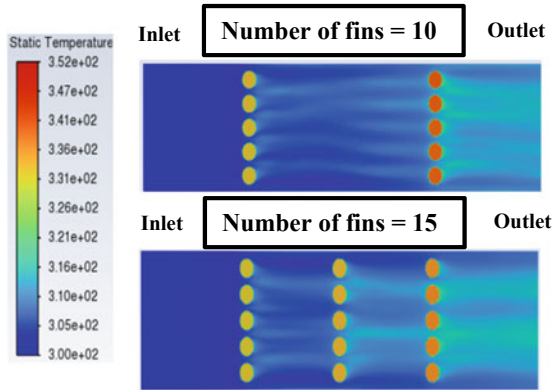 Static Temperature
3.52e+02
3.47e+02
3.42e+02
3.36e+02
3.31e+02
3.26e+02
3.21e+02
3.16e+02
3.10e+02
3.05e+02
3.00e+02
Inlet Number of fins = 10 Outlet
Inlet Number of fins = 15 Outlet